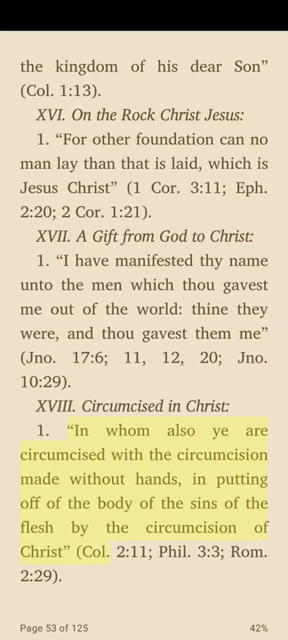 the kingdom of his dear Son”
(Col. 1:13).
XVI. On the Rock Christ Jesus:
1. “For other foundation can no
man lay than that is laid, which is
Jesus Christ” (1 Cor. 3:11; Eph.
2:20; 2 Cor. 1:21).
XVII. A Gift from God to Christ:
1. “I have manifested thy name
unto the men which thou gavest
me out of the world: thine they
were, and thou gavest them me”
(Jno. 17:6; 11, 12, 20; Jno.
10:29).
XVIII. Circumcised in Christ:
1. “In whom also ye are
circumcised with the circumcision
made without hands, in putting
off of the body of the sins of the
flesh by the circumcision of
Christ” (Col. 2:11; Phil. 3:3; Rom.
2:29).
Page 53 of 125 42%